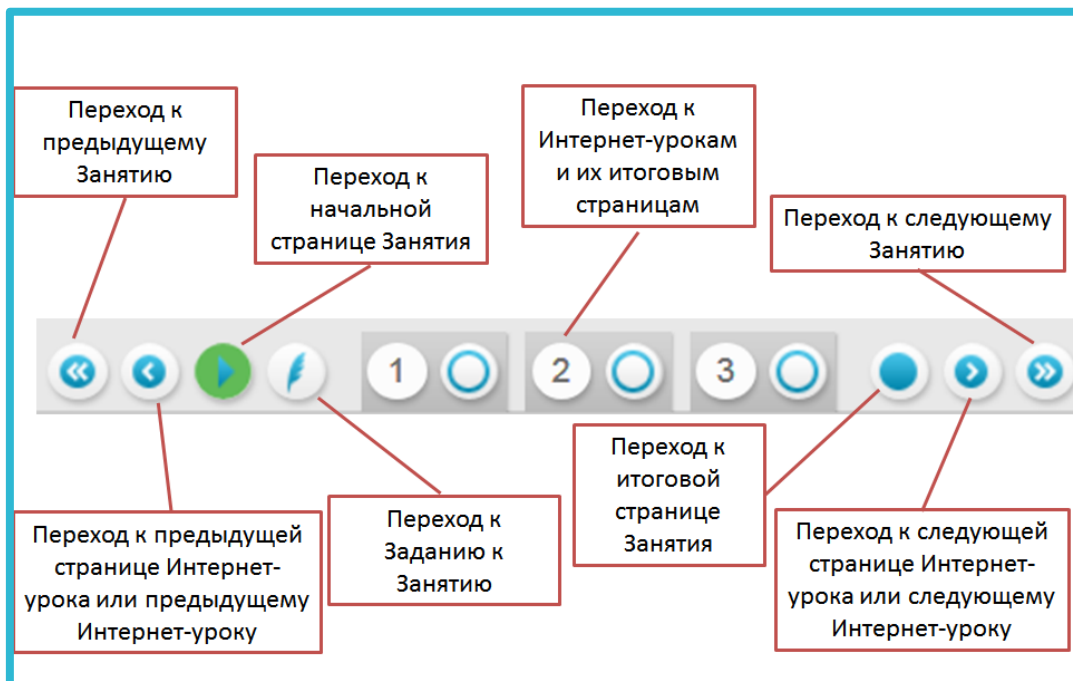 Переход к
предыдущему
Занятию
Переход к
начальной
странице Занятия
Переход к
Интернет-урокам
и их итоговым
страницам
Переход к следующему
Занятию
1
2
3
Переход к предыдущей
странице Интернет-
урока или предыдущему
Интернет-уроку
Переход к
Заданию к
Занятию
Переход к
итоговой
странице
Занятия
Переход к следующей
странице Интернет-
урока или следующему
Интернет-уроку